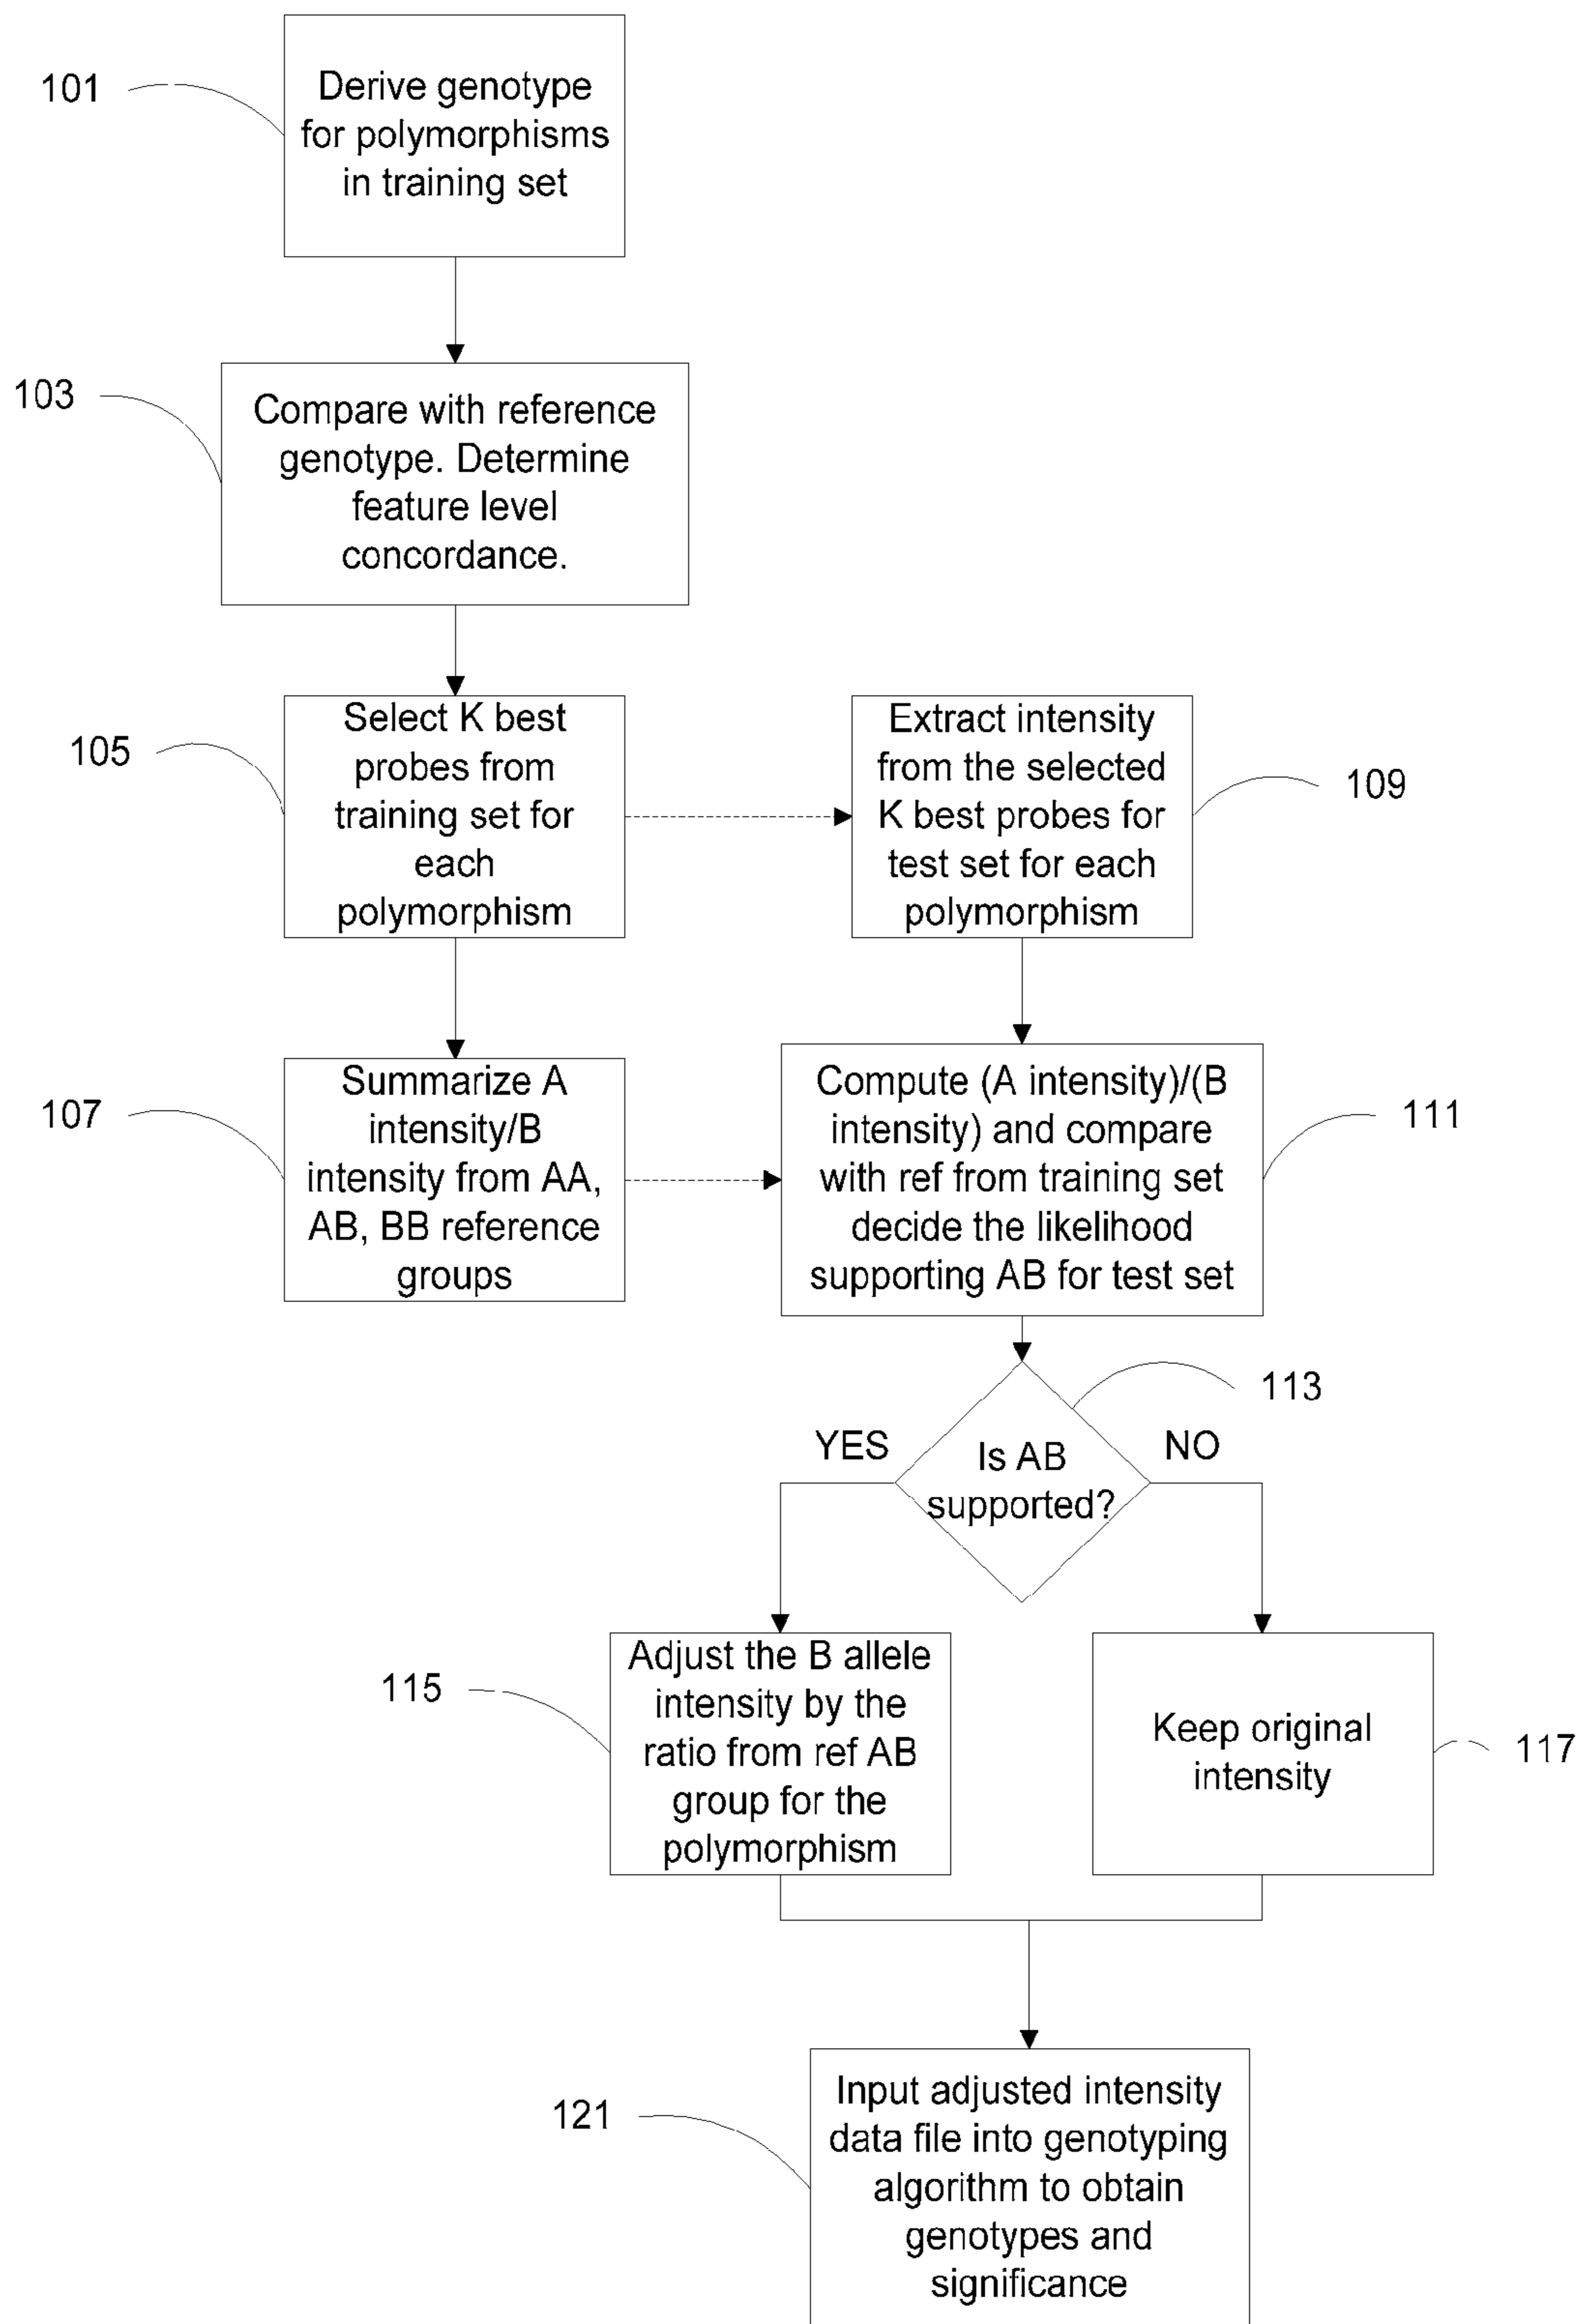 101
Derive genotype
for polymorphisms
in training set
103
Compare with reference
genotype. Determine
feature level
concordance.
105
Select K best
probes from
training set for
each
polymorphism
Extract intensity
from the selected
K best probes for
test set for each
polymorphism
109
107
Summarize A
intensity/B
intensity from AA,
AB, BB reference
groups
Compute (A intensity)/(B
intensity) and compare
with ref from training set
decide the likelihood
supporting AB for test set
111
113
YES
Is AB
supported?
NO
115
Adjust the B allele
intensity by the
ratio from ref AB
group for the
polymorphism
Keep original
intensity
117
121
Input adjusted intensity
data file into genotyping
algorithm to obtain
genotypes and
significance